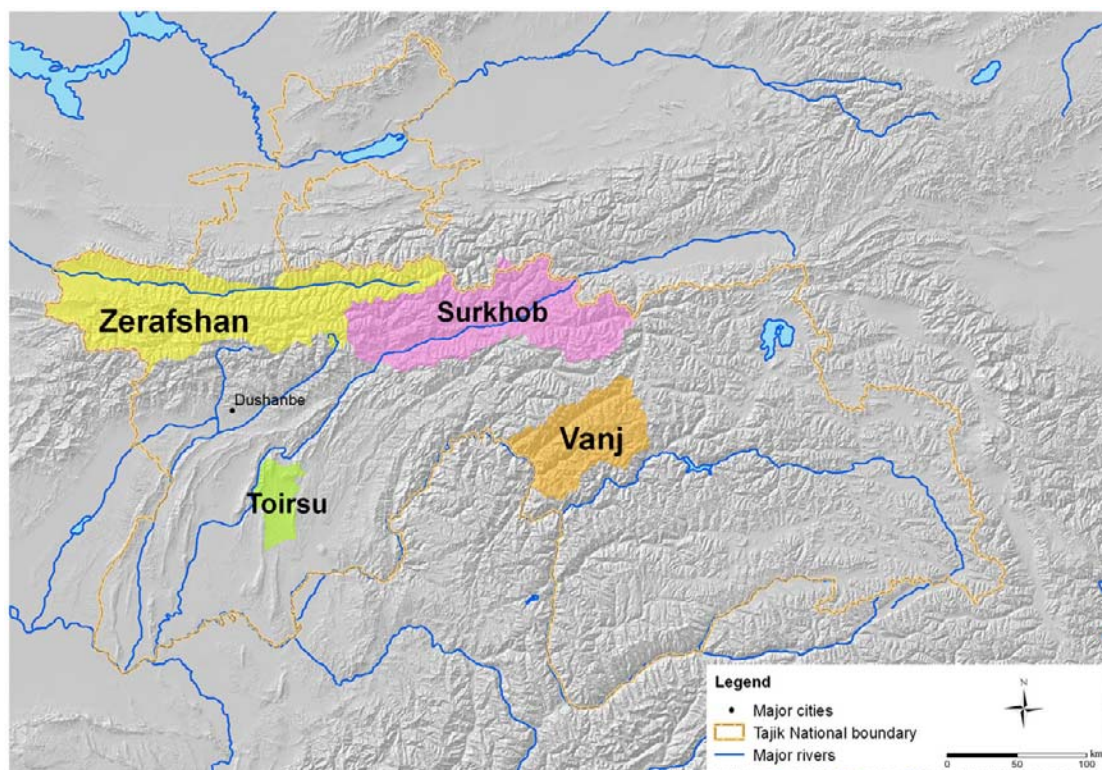 Zerafshan
Surkhob
Dushanbe
Vanj
Toirsu
Legend
N
Major cities
Tajik National boundary
Major rivers
km
0 50 100